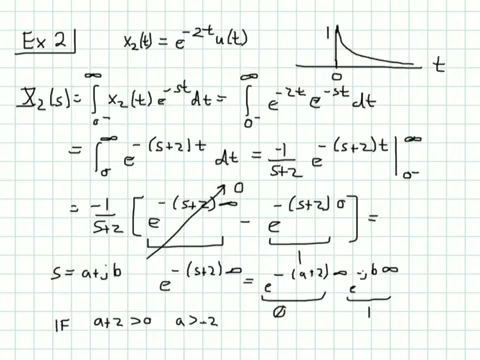 Ex 2 x₂(t) = e^{-2t} u(t)
1
0 t
X₂(s) = ∫_{0⁻}^{∞} x₂(t) e^{-st} dt = ∫_{0⁻}^{∞} e^{-2t} e^{-st} dt
= ∫_{0}^{∞} e^{-(s+2)t} dt = \frac{-1}{s+2} e^{-(s+2)t} |_{0⁻}^{∞}
= \frac{-1}{s+2} [ e^{-(s+2)∞} - e^{-(s+2)0} ] =
0
1
s = a+jb e^{-(s+2)∞} = e^{-(a+2)∞} e^{-jb∞}
0 1
IF a+2 > 0 a > -2